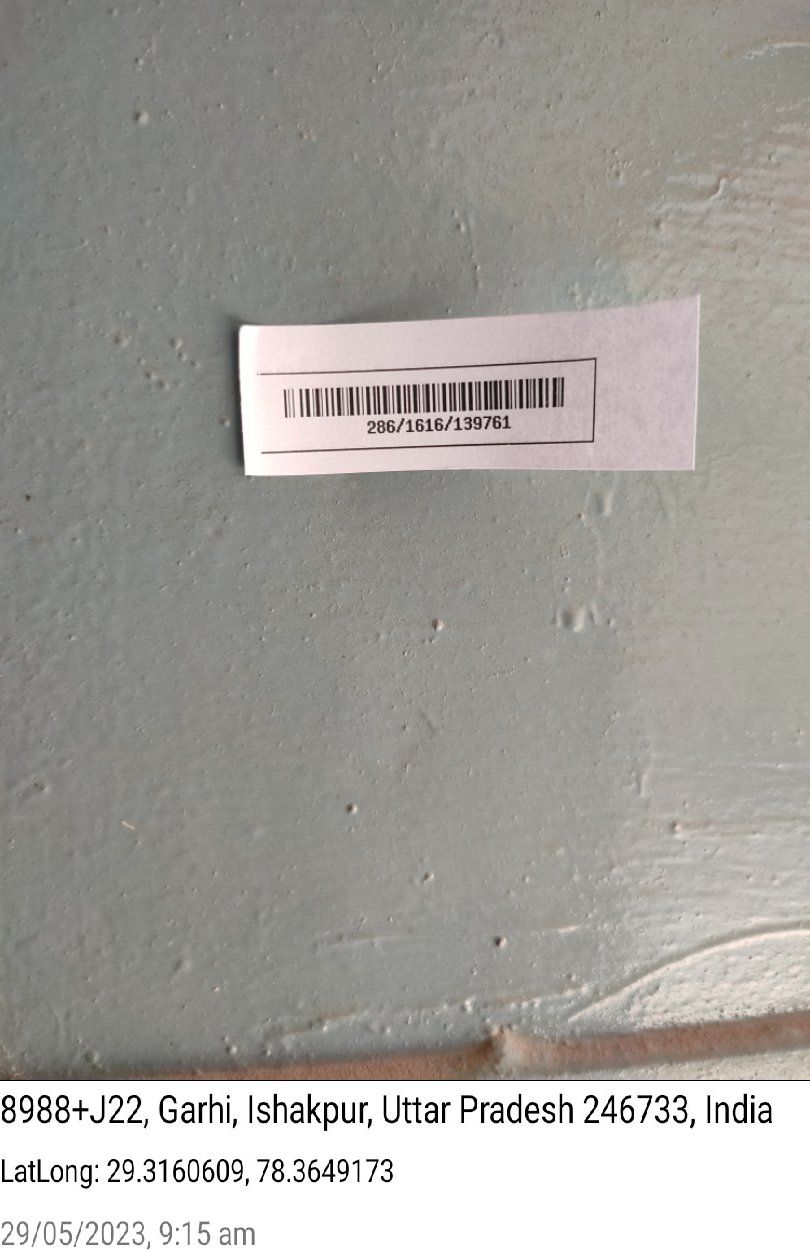 286/1616/139761
8988+J22, Garhi, Ishakpur, Uttar Pradesh 246733, India
LatLong: 29.3160609, 78.3649173
29/05/2023, 9:15 am